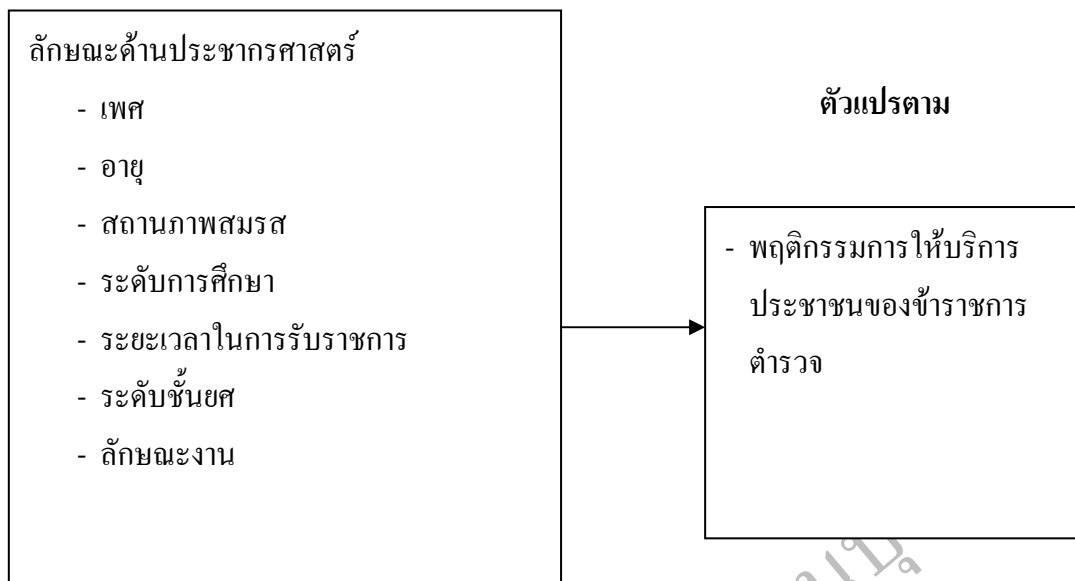 ลักษณะด้านประชากรศาสตร์
- เพศ
- อายุ
- สถานภาพสมรส
- ระดับการศึกษา
- ระยะเวลาในการรับราชการ
- ระดับชั้นยศ
- ลักษณะงาน
ตัวแปรตาม
- พฤติกรรมการให้บริการ
ประชาชนของข้าราชการ
ตำรวจ